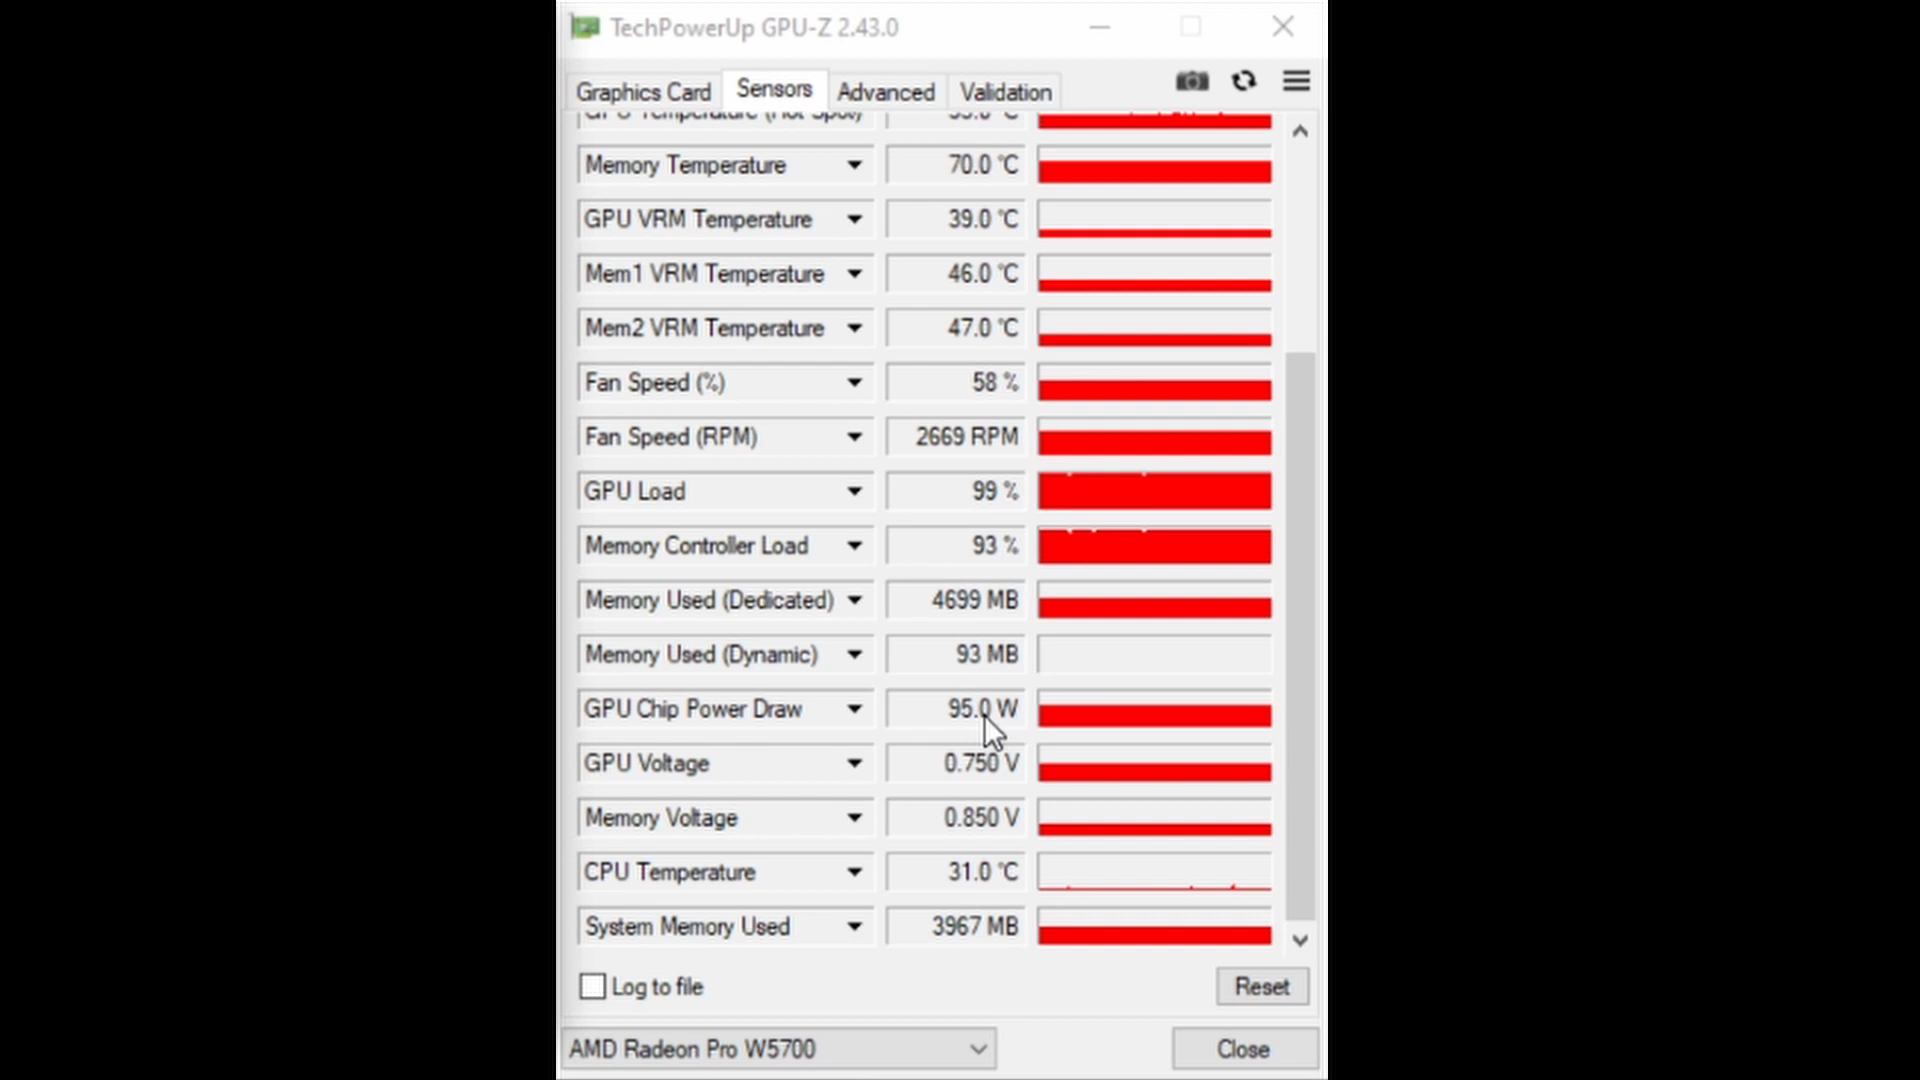 TechPowerUp GPU-Z 2.43.0
Graphics Card Sensors Advanced Validation
GPU Temperature (Hot Spot)
Memory Temperature 70.0 °C
GPU VRM Temperature 39.0 °C
Mem1 VRM Temperature 46.0 °C
Mem2 VRM Temperature 47.0 °C
Fan Speed (%) 58 %
Fan Speed (RPM) 2669 RPM
GPU Load 99 %
Memory Controller Load 93 %
Memory Used (Dedicated) 4699 MB
Memory Used (Dynamic) 93 MB
GPU Chip Power Draw 95.0 W
GPU Voltage 0.750 V
Memory Voltage 0.850 V
CPU Temperature 31.0 °C
System Memory Used 3967 MB
Log to file Reset
AMD Radeon Pro W5700 Close